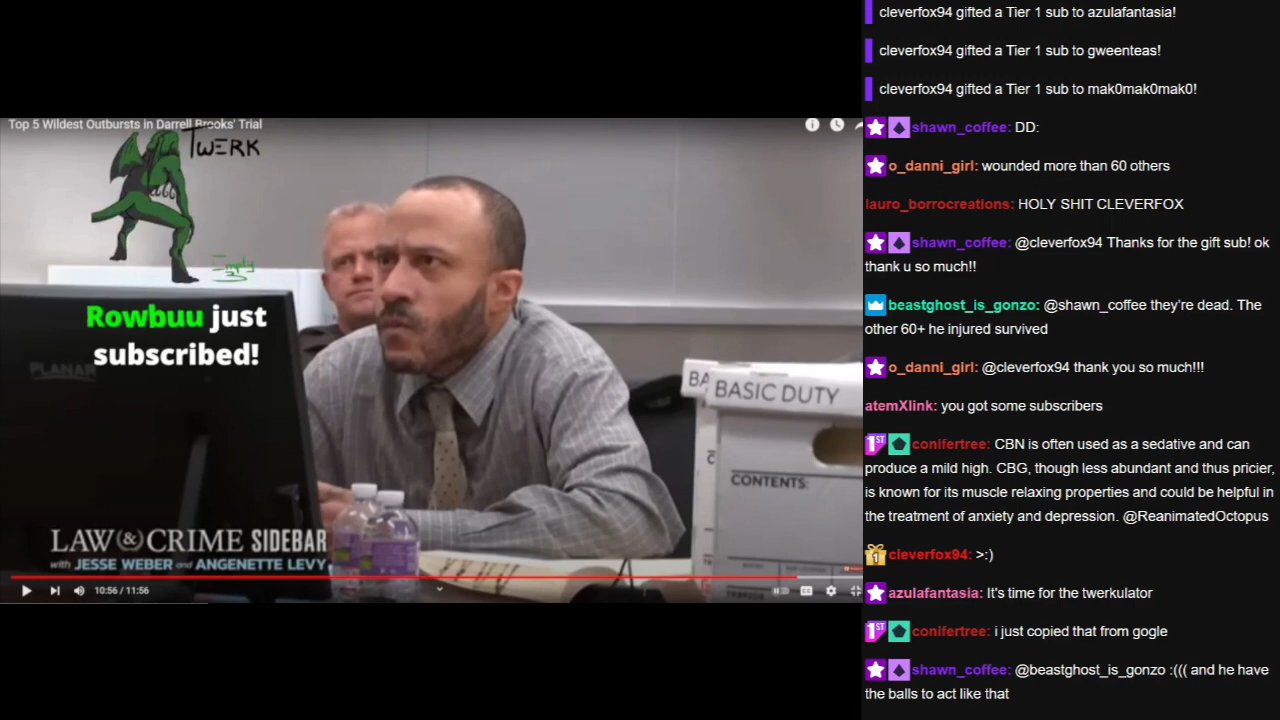 Top 5 Wildest Outbursts in Darrell Brooks' Trial
TWERK
Empty
Rowbuu just
subscribed!
PLANAR
BA
BASIC DUTY
CONTENTS:
LAW & CRIME SIDEBAR
with JESSE WEBER and ANGENETTE LEVY
10:56 / 11:56
cleverfox94 gifted a Tier 1 sub to azulafantasia!
cleverfox94 gifted a Tier 1 sub to gweenteas!
cleverfox94 gifted a Tier 1 sub to mak0mak0mak0!
shawn_coffee: DD:
o_danni_girl: wounded more than 60 others
lauro_borrocreations: HOLY SHIT CLEVERFOX
shawn_coffee: @cleverfox94 Thanks for the gift sub! ok
thank u so much!!
beastghost_is_gonzo: @shawn_coffee they're dead. The
other 60+ he injured survived
o_danni_girl: @cleverfox94 thank you so much!!!
atemXlink: you got some subscribers
1ST conifertree: CBN is often used as a sedative and can
produce a mild high. CBG, though less abundant and thus pricier,
is known for its muscle relaxing properties and could be helpful in
the treatment of anxiety and depression. @ReanimatedOctopus
1 cleverfox94: >:)
azulafantasia: It's time for the twerkulator
1ST conifertree: i just copied that from gogle
shawn_coffee: @beastghost_is_gonzo :((( and he have
the balls to act like that